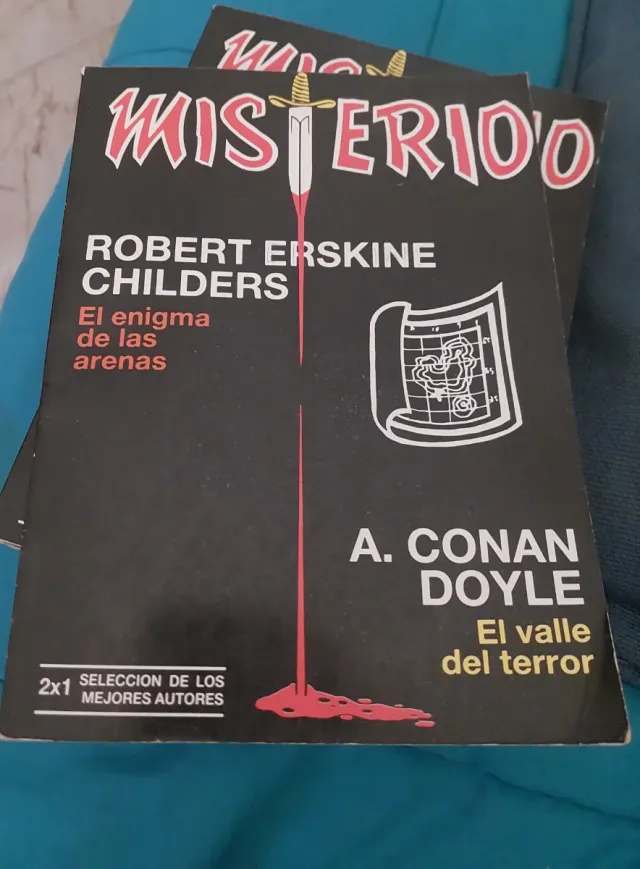 MISTERIO
MISTERIO
ROBERT ERSKINE
CHILDERS
El enigma
de las
arenas
A. CONAN
DOYLE
El valle
del terror
2x1 SELECCION DE LOS
MEJORES AUTORES